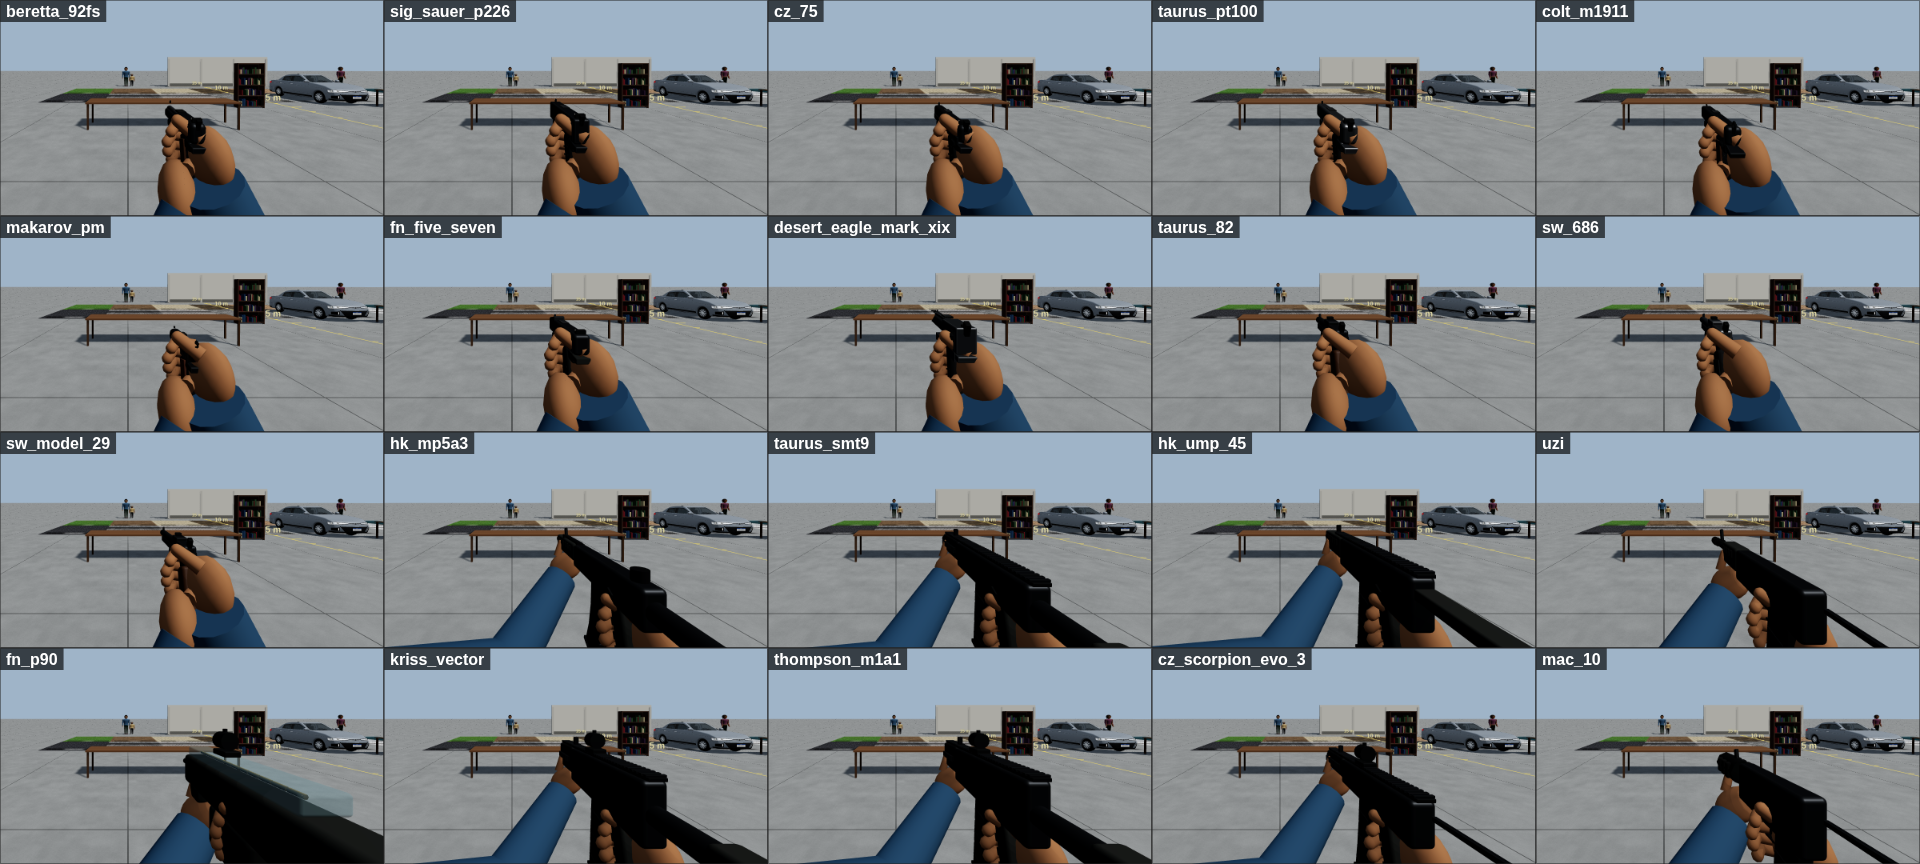 beretta_92fs
sig_sauer_p226
cz_75
taurus_pt100
colt_m1911
makarov_pm
fn_five_seven
desert_eagle_mark_xix
taurus_82
sw_686
sw_model_29
hk_mp5a3
taurus_smt9
hk_ump_45
uzi
fn_p90
kriss_vector
thompson_m1a1
cz_scorpion_evo_3
mac_10